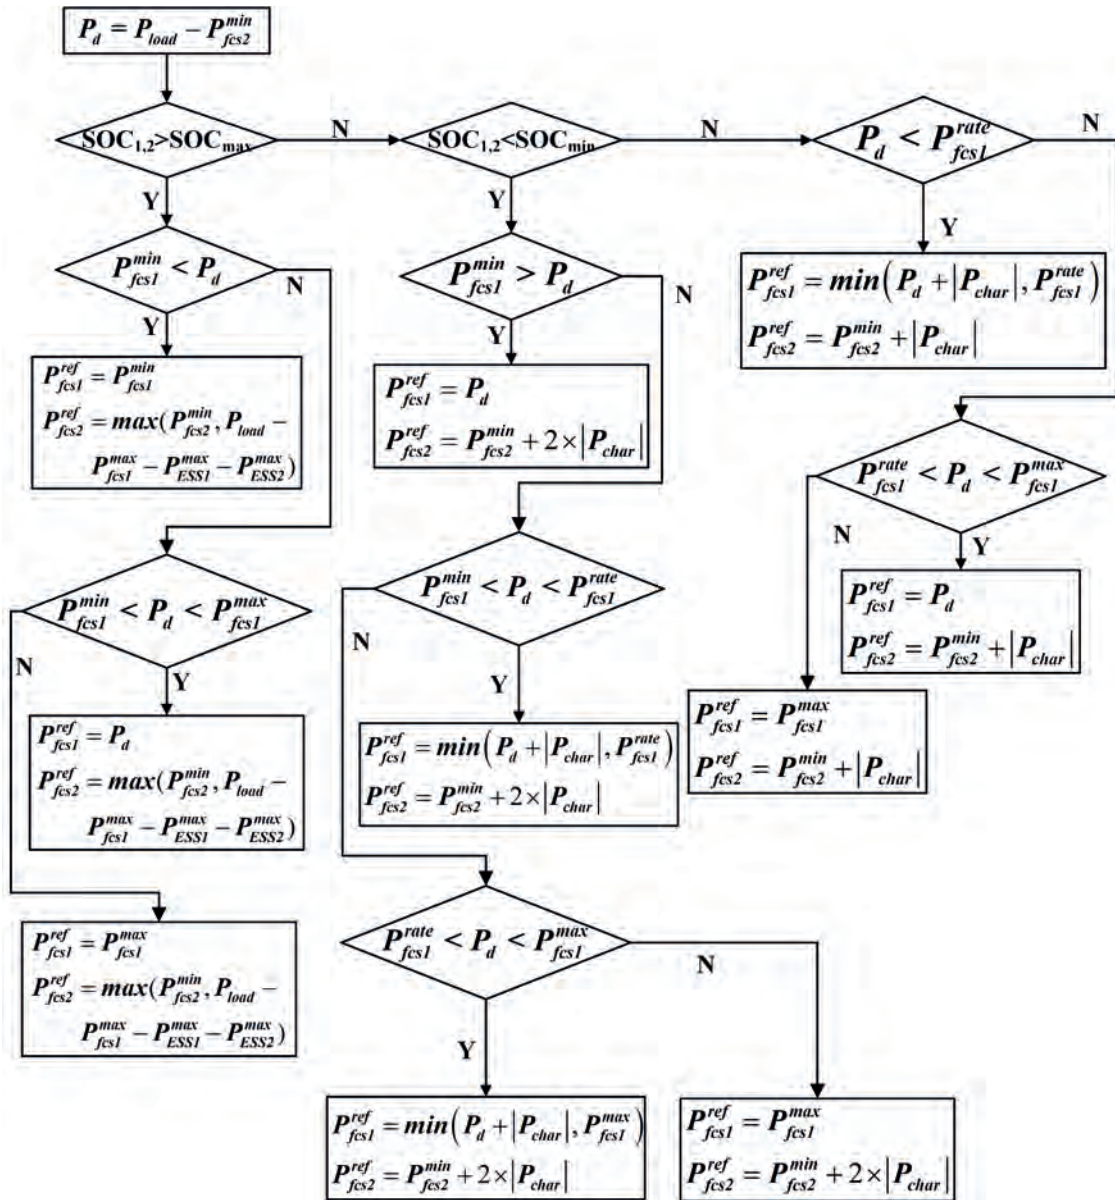 P_d = P_load − P_fcs2^min
SOC_1,2>SOC_max
N
Y
P_fcs1^min < P_d
N
Y
P_fcs1^ref = P_fcs1^min
P_fcs2^ref = max(P_fcs2^min, P_load −
P_fcs1^max − P_ESS1^max − P_ESS2^max)
P_fcs1^min < P_d < P_fcs1^max
N
Y
P_fcs1^ref = P_d
P_fcs2^ref = max(P_fcs2^min, P_load −
P_fcs1^max − P_ESS1^max − P_ESS2^max)
P_fcs1^ref = P_fcs1^max
P_fcs2^ref = max(P_fcs2^min, P_load −
P_fcs1^max − P_ESS1^max − P_ESS2^max)
SOC_1,2<SOC_min
N
Y
P_fcs1^min > P_d
N
Y
P_fcs1^ref = P_d
P_fcs2^ref = P_fcs2^min + 2×|P_char|
P_fcs1^min < P_d < P_fcs1^rate
N
Y
P_fcs1^ref = min(P_d + |P_char|, P_fcs1^rate)
P_fcs2^ref = P_fcs2^min + 2×|P_char|
P_fcs1^rate < P_d < P_fcs1^max
N
Y
P_fcs1^ref = min(P_d + |P_char|, P_fcs1^max)
P_fcs2^ref = P_fcs2^min + 2×|P_char|
P_fcs1^ref = P_fcs1^max
P_fcs2^ref = P_fcs2^min + 2×|P_char|
P_d < P_fcs1^rate
N
Y
P_fcs1^ref = min(P_d + |P_char|, P_fcs1^rate)
P_fcs2^ref = P_fcs2^min + |P_char|
P_fcs1^rate < P_d < P_fcs1^max
N
Y
P_fcs1^ref = P_d
P_fcs2^ref = P_fcs2^min + |P_char|
P_fcs1^ref = P_fcs1^max
P_fcs2^ref = P_fcs2^min + |P_char|